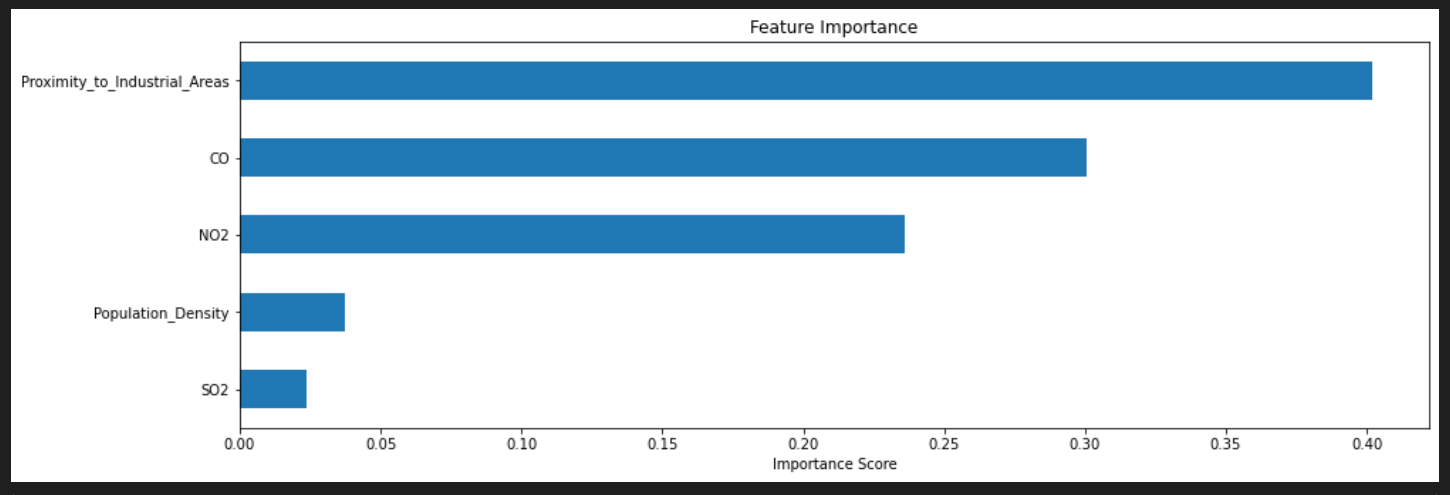 Feature Importance
Proximity_to_Industrial_Areas
CO
NO2
Population_Density
SO2
0.00 0.05 0.10 0.15 0.20 0.25 0.30 0.35 0.40
Importance Score